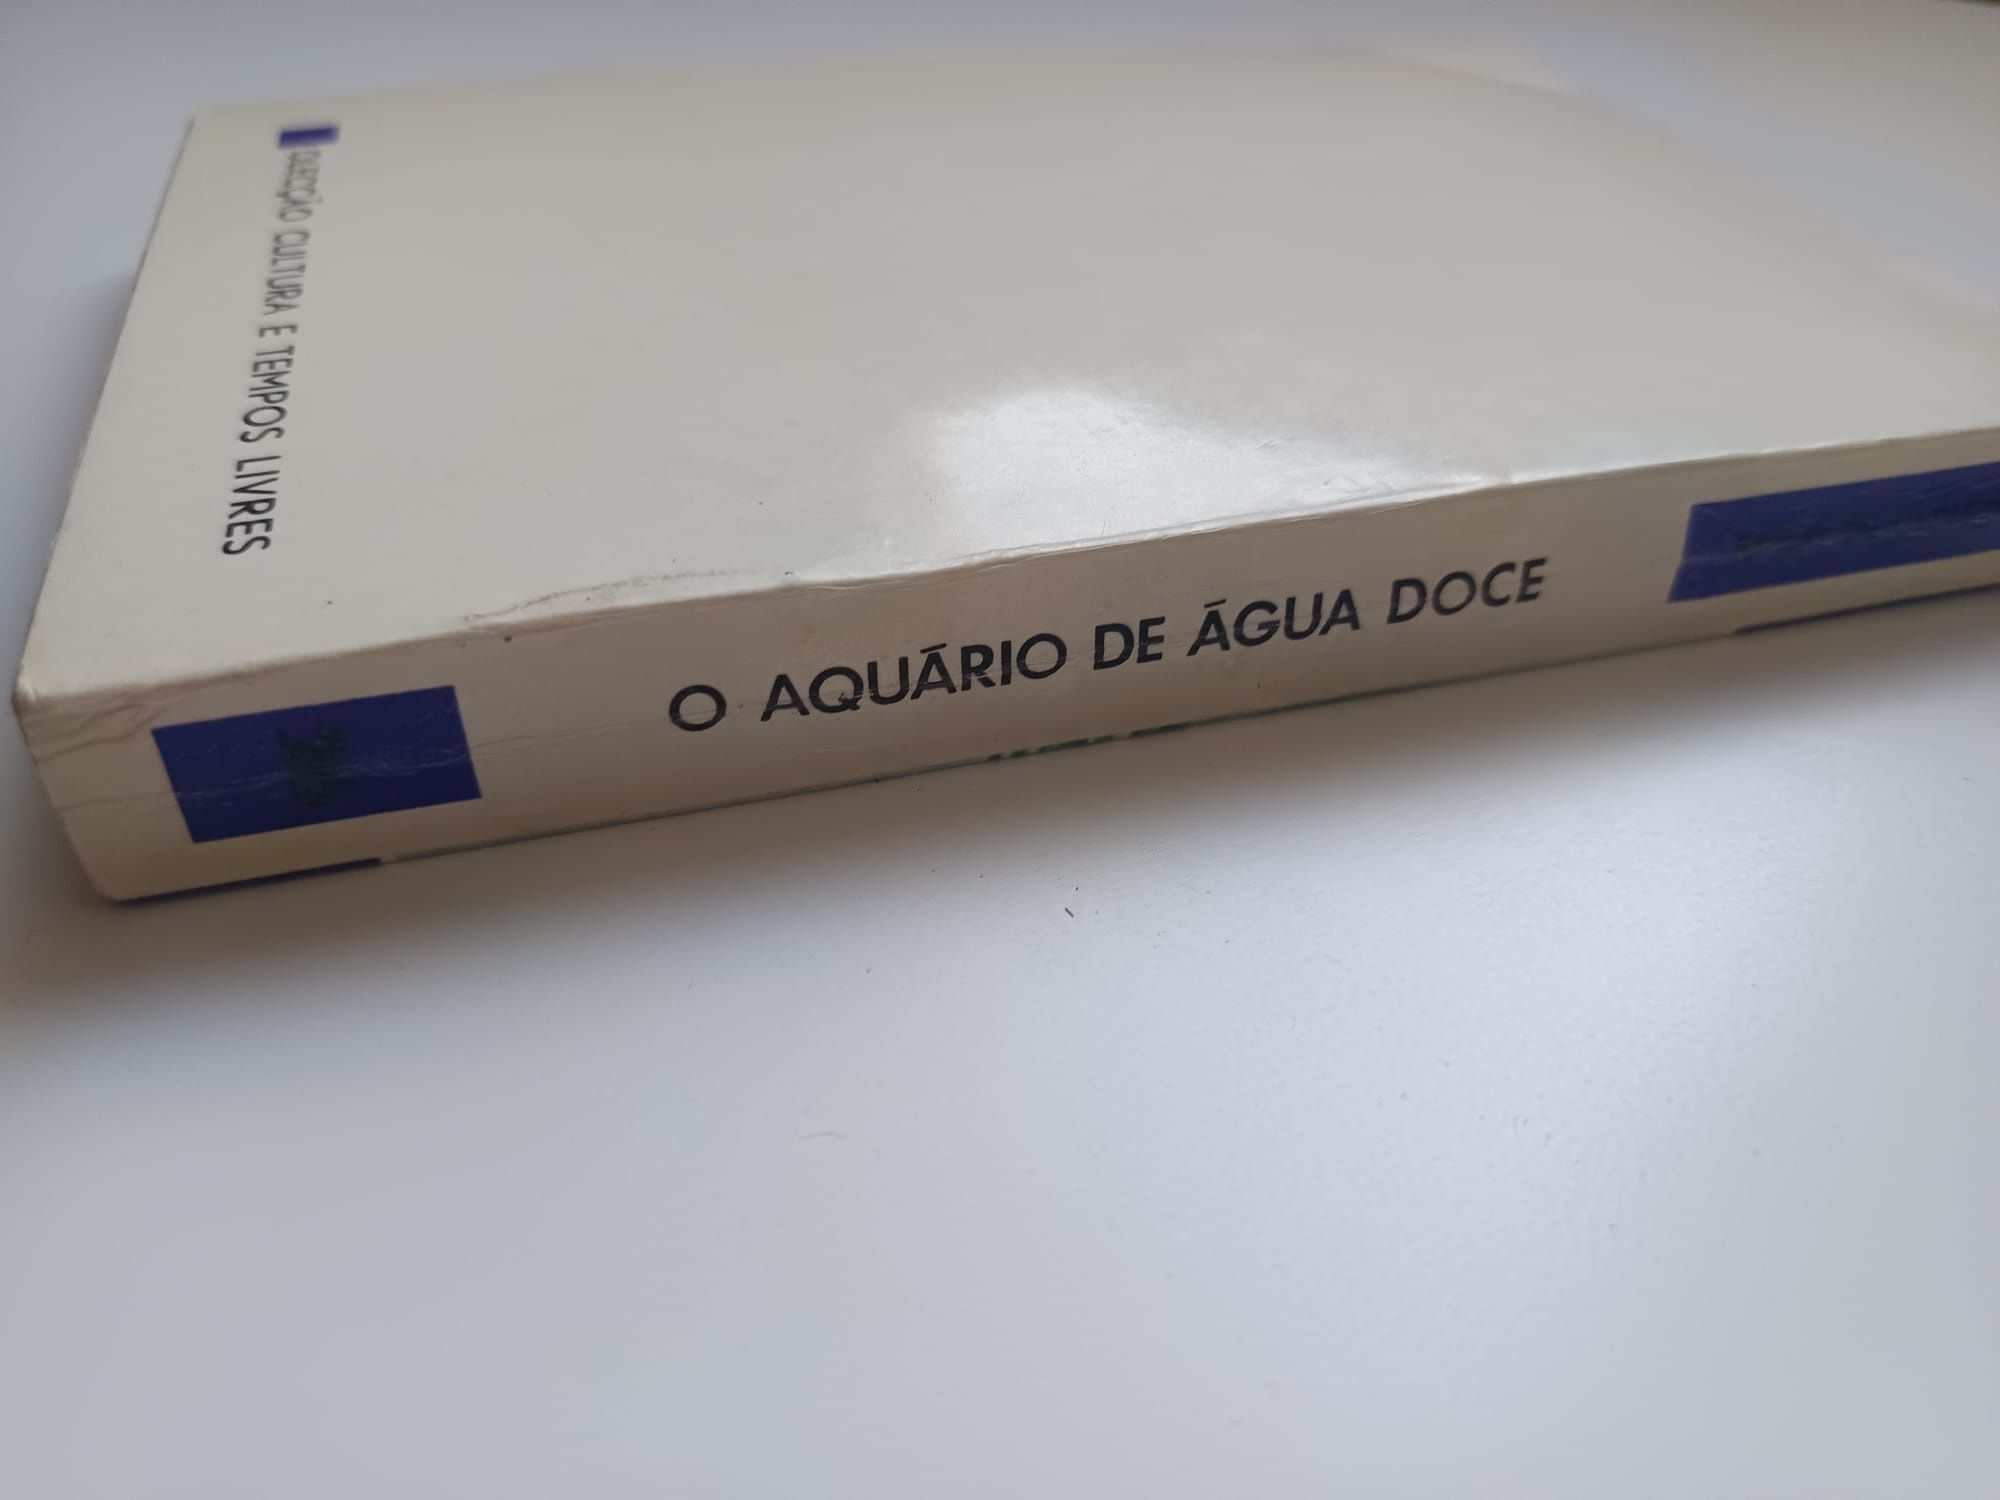 COLECÇÃO CULTURA E TEMPOS LIVRES
O AQUÁRIO DE ÁGUA DOCE